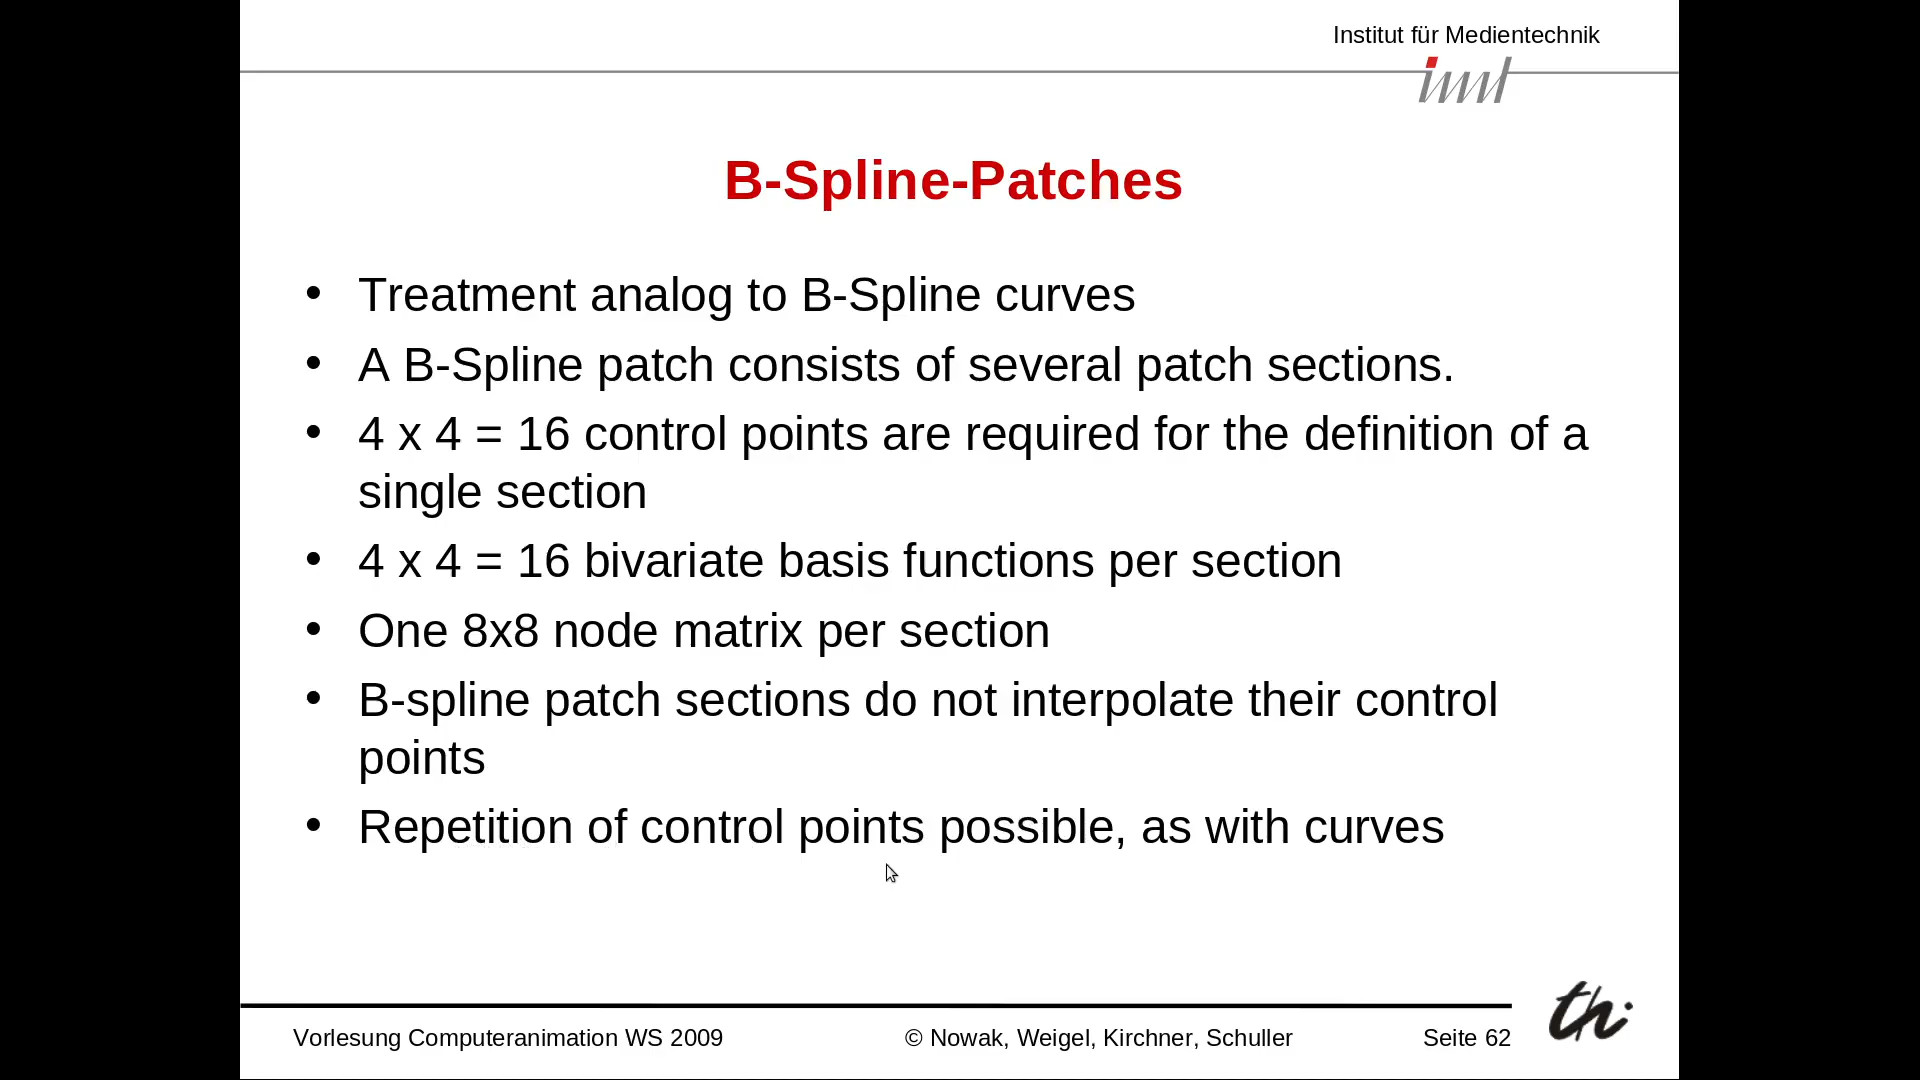 Institut für Medientechnik
imt
B-Spline-Patches
• Treatment analog to B-Spline curves
• A B-Spline patch consists of several patch sections.
• 4 x 4 = 16 control points are required for the definition of a
single section
• 4 x 4 = 16 bivariate basis functions per section
• One 8x8 node matrix per section
• B-spline patch sections do not interpolate their control
points
• Repetition of control points possible, as with curves
th
Vorlesung Computeranimation WS 2009 © Nowak, Weigel, Kirchner, Schuller Seite 62